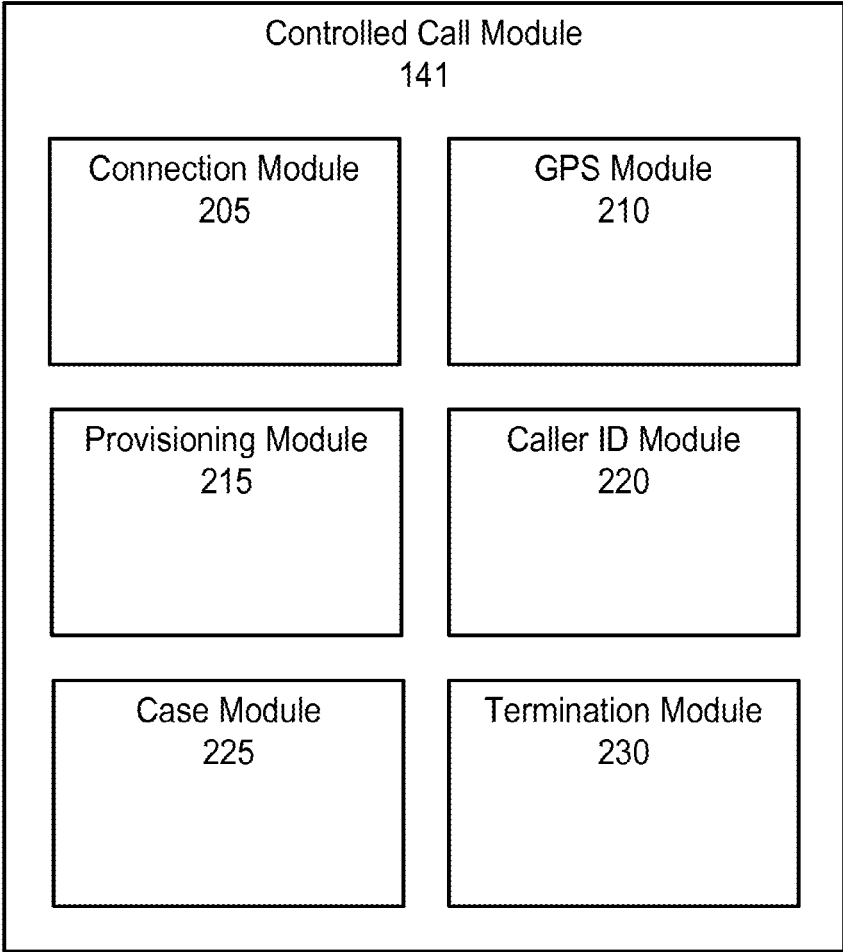 Controlled Call Module
141
Connection Module
205
GPS Module
210
Provisioning Module
215
Caller ID Module
220
Case Module
225
Termination Module
230